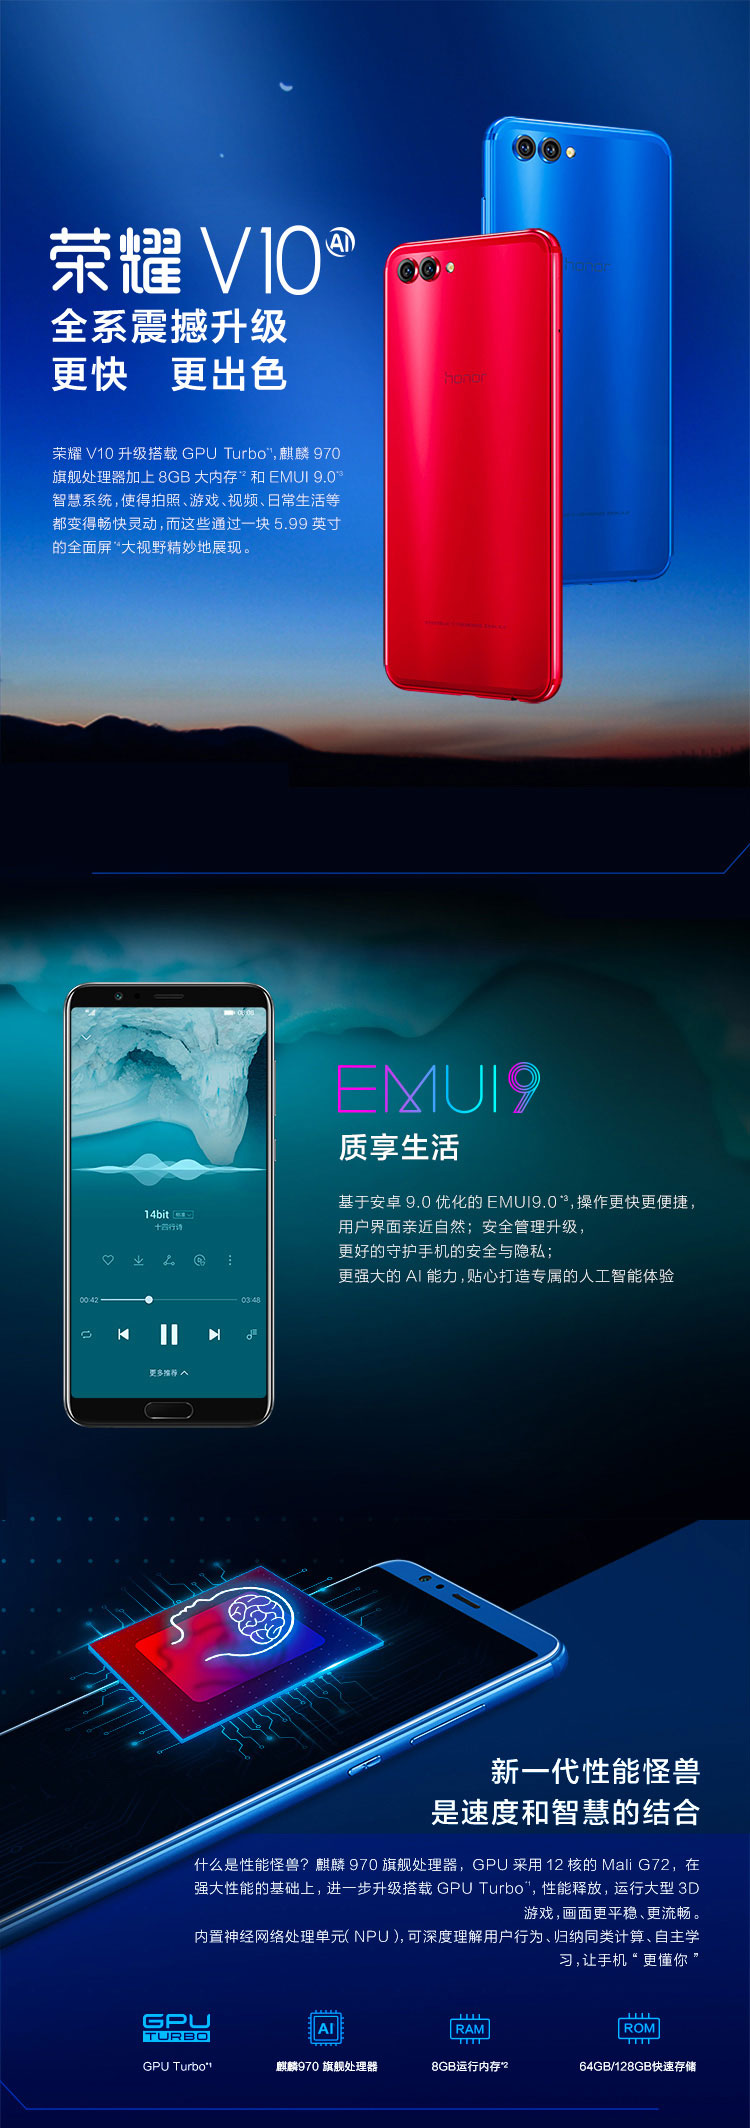 荣耀 V10 AI
全系震撼升级
更快 更出色
荣耀 V10 升级搭载 GPU Turbo*1,麒麟 970
旗舰处理器加上 8GB 大内存*2 和 EMUI 9.0*3
智慧系统,使得拍照、游戏、视频、日常生活等
都变得畅快灵动,而这些通过一块 5.99 英寸
的全面屏*4大视野精妙地展现。
honor
honor
EMUI9
质享生活
基于安卓 9.0 优化的 EMUI9.0*3,操作更快更便捷,
用户界面亲近自然；安全管理升级,
更好的守护手机的安全与隐私；
更强大的 AI 能力,贴心打造专属的人工智能体验
08:08
14bit
十四行诗
00:42
03:48
更多推荐
新一代性能怪兽
是速度和智慧的结合
什么是性能怪兽？麒麟 970 旗舰处理器，GPU 采用 12 核的 Mali G72，在
强大性能的基础上，进一步升级搭载 GPU Turbo*1，性能释放，运行大型 3D
游戏,画面更平稳、更流畅。
内置神经网络处理单元( NPU ),可深度理解用户行为、归纳同类计算、自主学
习,让手机“ 更懂你 ”
GPU TURBO
AI
RAM
ROM
GPU Turbo*1
麒麟970 旗舰处理器
8GB运行内存*2
64GB/128GB快速存储